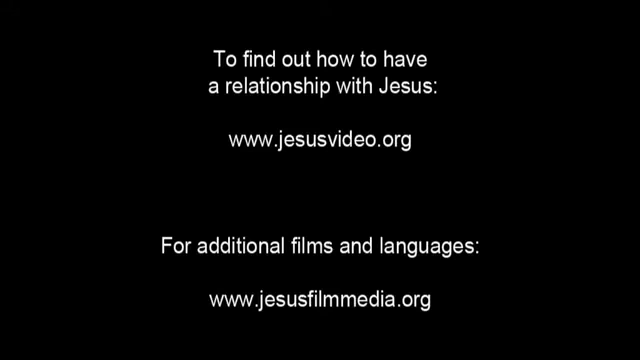 To find out how to have
a relationship with Jesus:
www.jesusvideo.org
For additional films and languages:
www.jesusfilmmedia.org